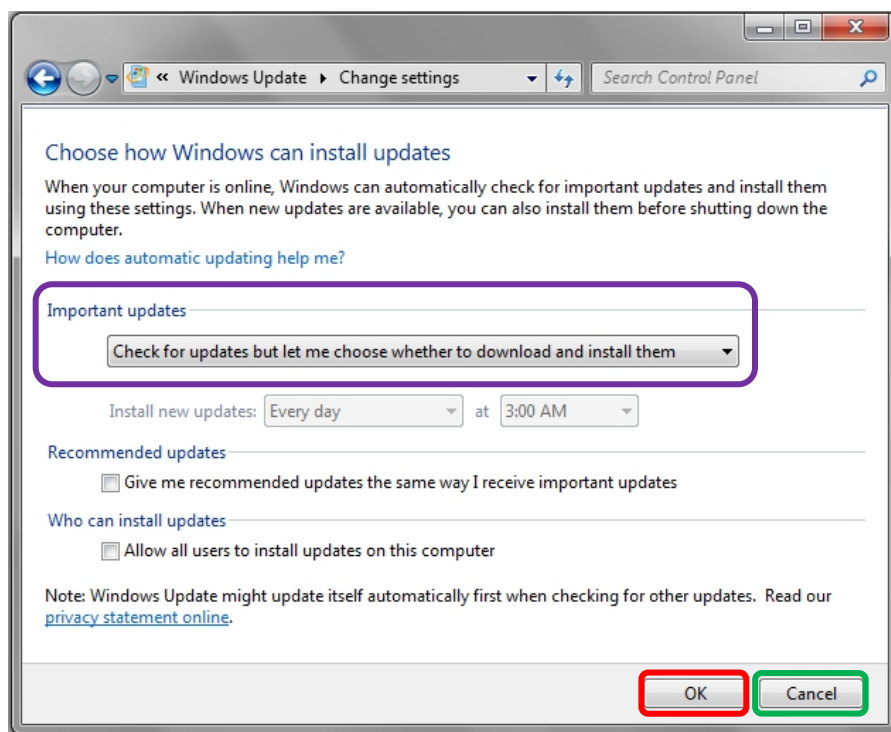 « Windows Update ▸ Change settings
Search Control Panel
Choose how Windows can install updates
When your computer is online, Windows can automatically check for important updates and install them
using these settings. When new updates are available, you can also install them before shutting down the
computer.
How does automatic updating help me?
Important updates
Check for updates but let me choose whether to download and install them
Install new updates: Every day at 3:00 AM
Recommended updates
Give me recommended updates the same way I receive important updates
Who can install updates
Allow all users to install updates on this computer
Note: Windows Update might update itself automatically first when checking for other updates. Read our
privacy statement online.
OK Cancel